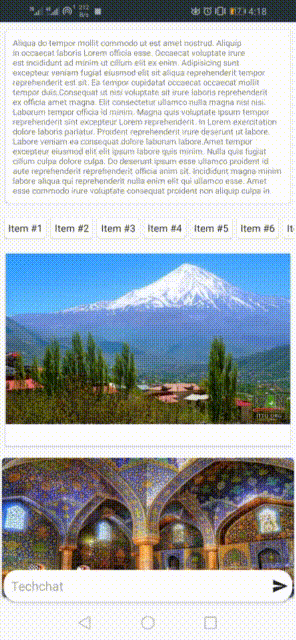 4:18
Aliqua do tempor mollit commodo ut est amet nostrud. Aliquip
in occaecat laboris Lorem officia esse. Occaecat voluptate irure
est incididunt ad minim ut cillum elit ex enim. Adipisicing sunt
excepteur veniam fugiat eiusmod elit sit aliqua reprehenderit tempor
reprehenderit est sit. Ea tempor cupidatat occaecat occaecat mollit
tempor duis.Consequat ut nisi voluptate sit irure laboris reprehenderit
ex officia amet magna. Elit consectetur ullamco nulla magna nisi nisi.
Laborum tempor officia id minim. Magna quis voluptate ipsum tempor
reprehenderit sint excepteur Lorem reprehenderit. In Lorem exercitation
dolore laboris pariatur. Proident reprehenderit irure deserunt ut labore.
Labore veniam ea consequat dolore laborum labore.Amet tempor
excepteur eiusmod elit elit ipsum labore quis minim. Nulla quis fugiat
cillum culpa dolore culpa. Do deserunt ipsum esse ullamco proident id
aute reprehenderit reprehenderit officia anim sit. Incididunt magna minim
labore aliqua qui reprehenderit nulla enim elit qui ullamco esse. Amet
esse commodo irure voluptate consequat proident non aliquip culpa in
Item #1 Item #2 Item #3 Item #4 Item #5 Item #6 It
Techchat